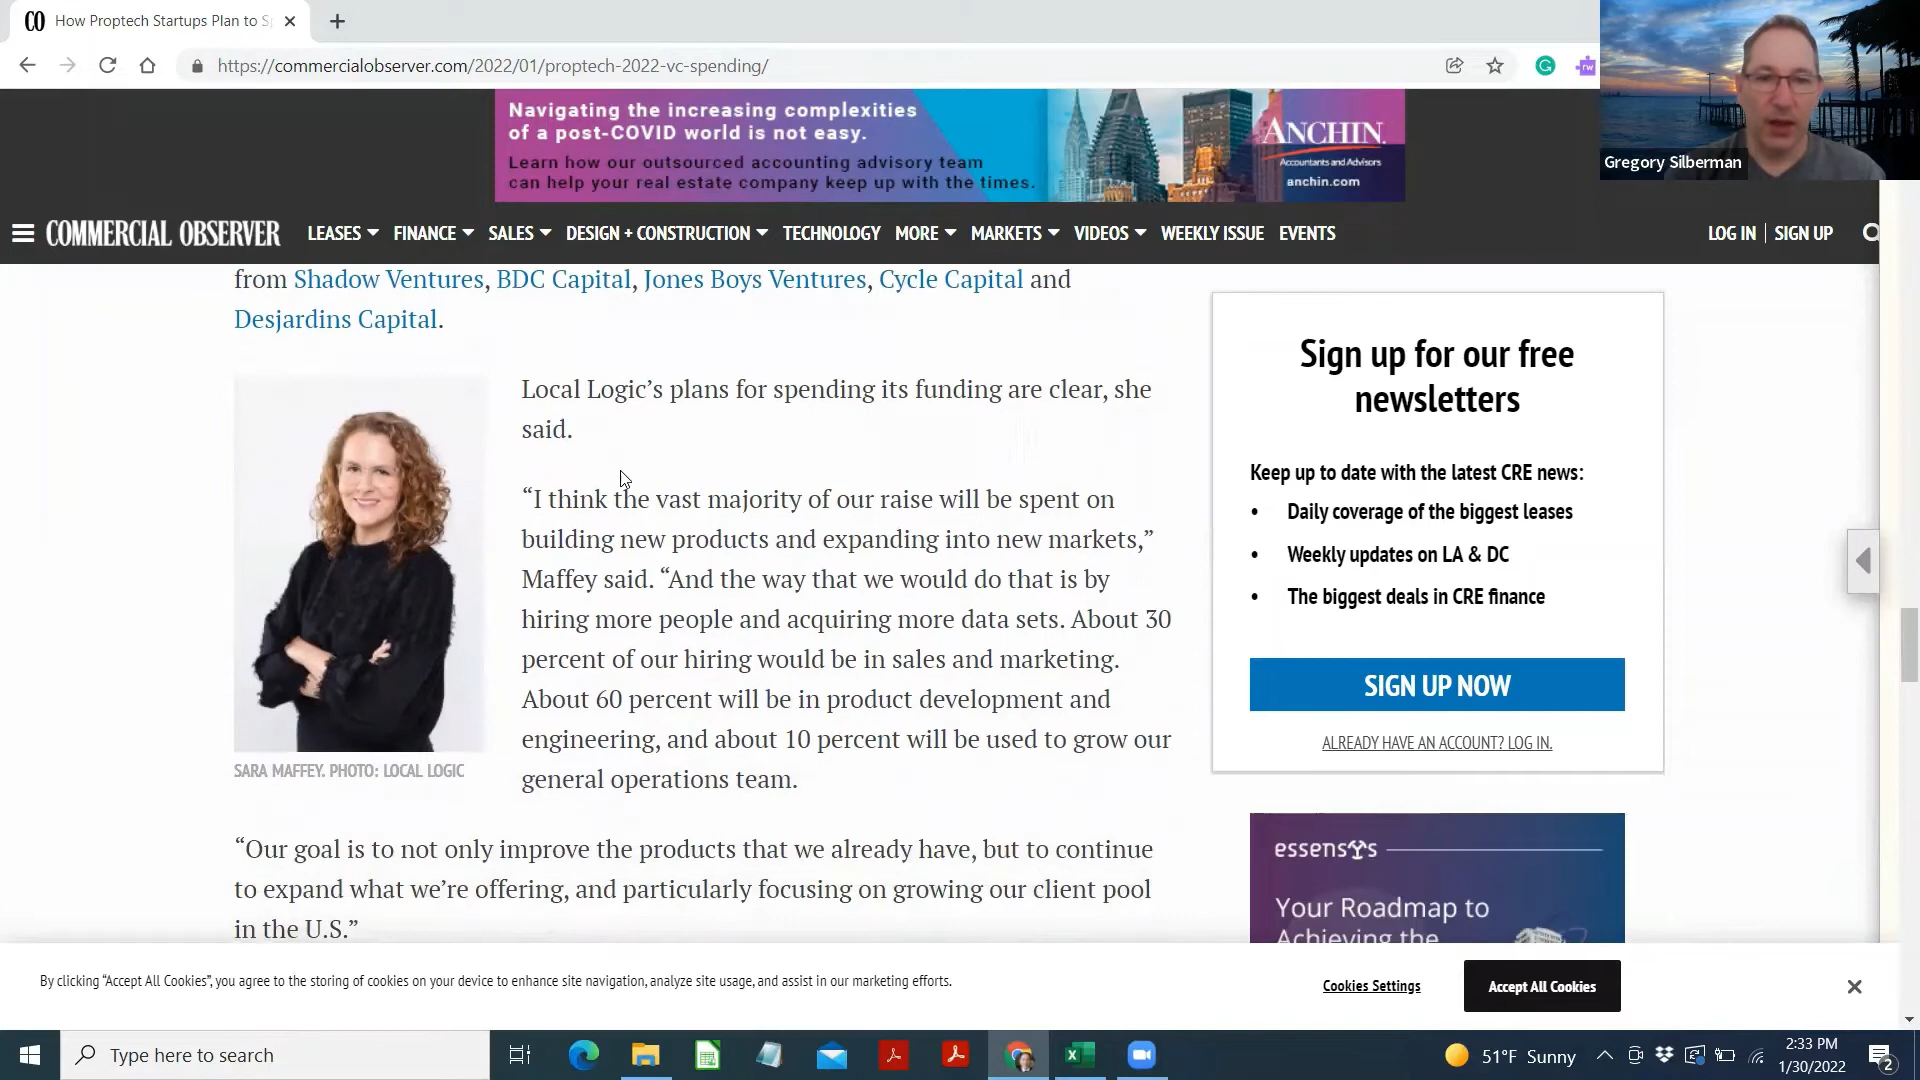 CO How Proptech Startups Plan to S
https://commercialobserver.com/2022/01/proptech-2022-vc-spending/
Gregory Silberman
Navigating the increasing complexities
of a post-COVID world is not easy.
Learn how our outsourced accounting advisory team
can help your real estate company keep up with the times.
ANCHIN.
Accountants and Advisors
anchin.com
COMMERCIAL OBSERVER LEASES FINANCE SALES DESIGN + CONSTRUCTION TECHNOLOGY MORE MARKETS VIDEOS WEEKLY ISSUE EVENTS LOG IN | SIGN UP
from Shadow Ventures, BDC Capital, Jones Boys Ventures, Cycle Capital and
Desjardins Capital.
Local Logic’s plans for spending its funding are clear, she
said.
“I think the vast majority of our raise will be spent on
building new products and expanding into new markets,”
Maffey said. “And the way that we would do that is by
hiring more people and acquiring more data sets. About 30
percent of our hiring would be in sales and marketing.
About 60 percent will be in product development and
engineering, and about 10 percent will be used to grow our
general operations team.
SARA MAFFEY. PHOTO: LOCAL LOGIC
“Our goal is to not only improve the products that we already have, but to continue
to expand what we’re offering, and particularly focusing on growing our client pool
in the U.S.”
Sign up for our free
newsletters
Keep up to date with the latest CRE news:
• Daily coverage of the biggest leases
• Weekly updates on LA & DC
• The biggest deals in CRE finance
SIGN UP NOW
ALREADY HAVE AN ACCOUNT? LOG IN.
essensys
Your Roadmap to
Achieving the
By clicking “Accept All Cookies”, you agree to the storing of cookies on your device to enhance site navigation, analyze site usage, and assist in our marketing efforts.
Cookies Settings
Accept All Cookies
Type here to search
51°F Sunny
2:33 PM
1/30/2022
2